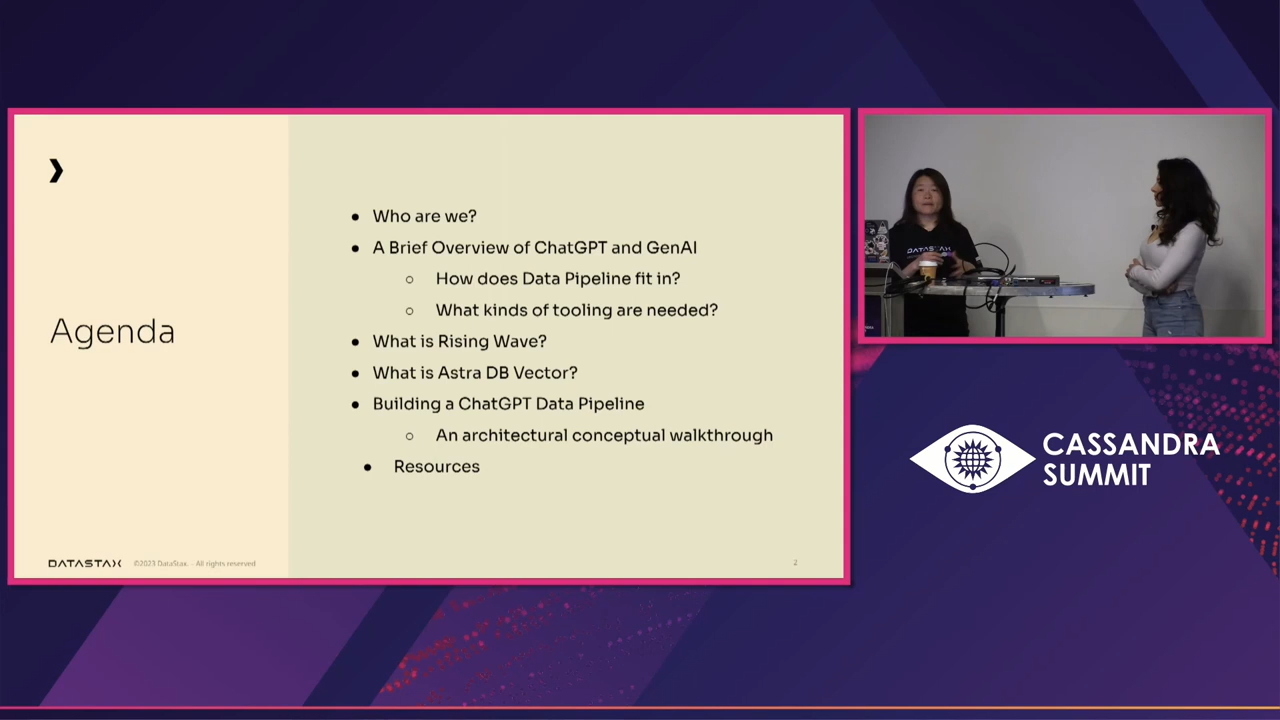 Agenda
Who are we?
A Brief Overview of ChatGPT and GenAI
How does Data Pipeline fit in?
What kinds of tooling are needed?
What is Rising Wave?
What is Astra DB Vector?
Building a ChatGPT Data Pipeline
An architectural conceptual walkthrough
Resources
DATASTAX ©2023 DataStax. - All rights reserved
2
DATASTAX
CASSANDRA
SUMMIT